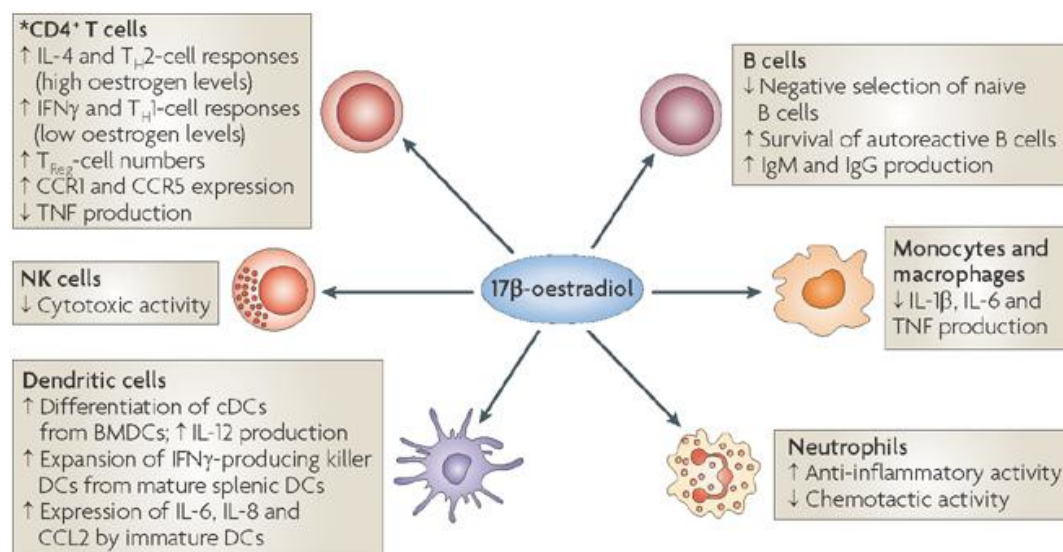 *CD4⁺ T cells
↑ IL-4 and T_H2-cell responses
(high oestrogen levels)
↑ IFNγ and T_H1-cell responses
(low oestrogen levels)
↑ T_Reg-cell numbers
↑ CCR1 and CCR5 expression
↓ TNF production
B cells
↓ Negative selection of naive
B cells
↑ Survival of autoreactive B cells
↑ IgM and IgG production
NK cells
↓ Cytotoxic activity
17β-oestradiol
Monocytes and
macrophages
↓ IL-1β, IL-6 and
TNF production
Dendritic cells
↑ Differentiation of cDCs
from BMDCs; ↑ IL-12 production
↑ Expansion of IFNγ-producing killer
DCs from mature splenic DCs
↑ Expression of IL-6, IL-8 and
CCL2 by immature DCs
Neutrophils
↑ Anti-inflammatory activity
↓ Chemotactic activity